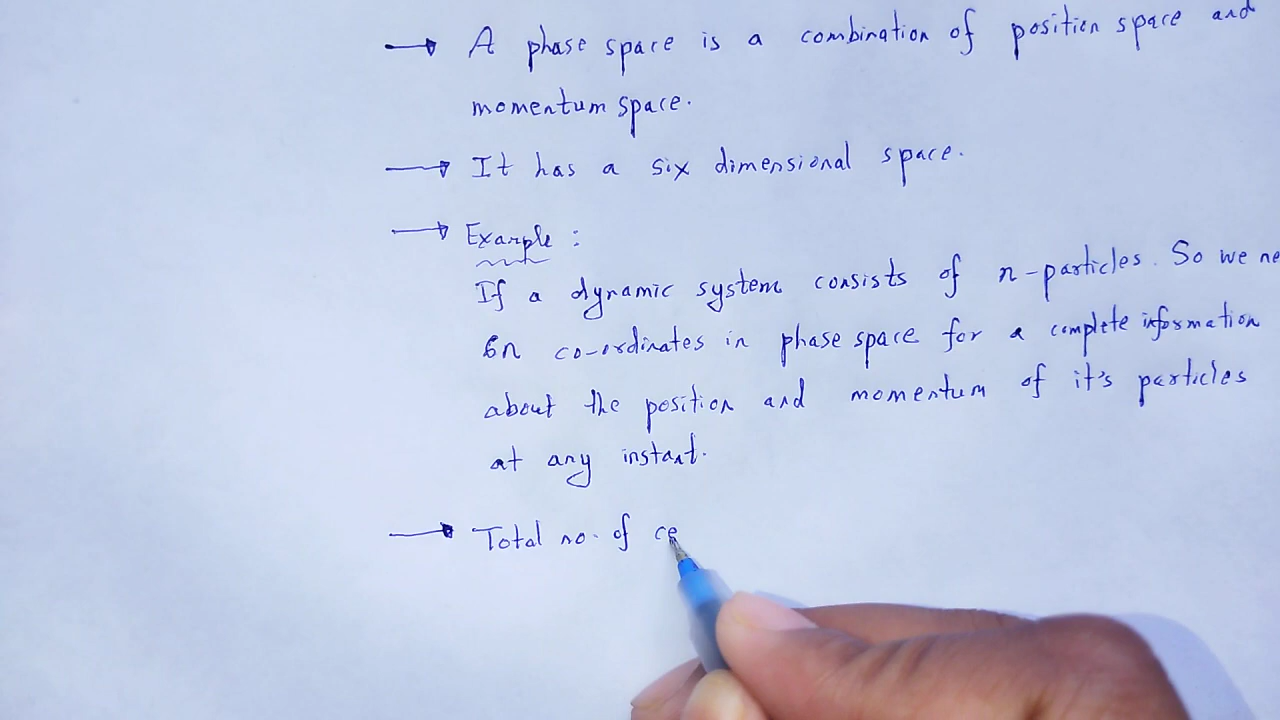 → A phase space is a combination of position space and
momentum space.
→ It has a six dimensional space.
→ Example :
If a dynamic system consists of n-particles. So we ne
6n co-ordinates in phase space for a complete information
about the position and momentum of it's particles
at any instant.
→ Total no. of ce